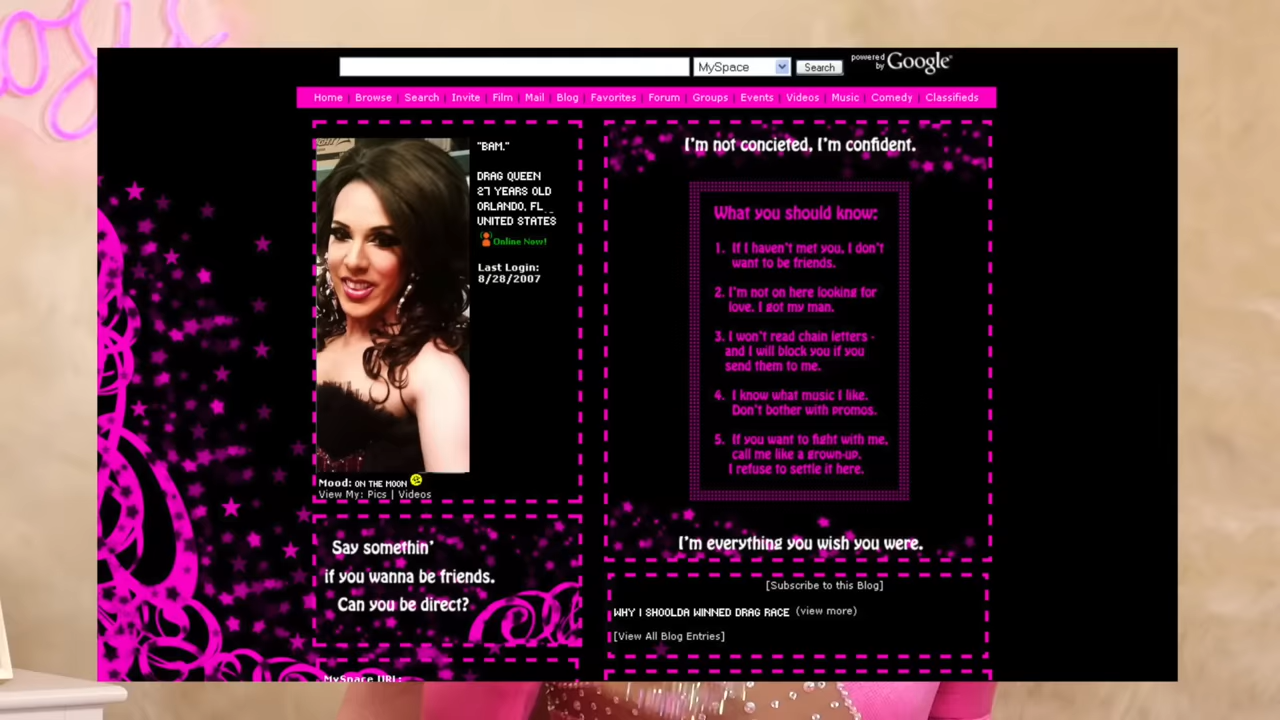 powered
by Google
MySpace
Search
Home | Browse | Search | Invite | Film | Mail | Blog | Favorites | Forum | Groups | Events | Videos | Music | Comedy | Classifieds
"BAM."
DRAG QUEEN
27 YEARS OLD
ORLANDO, FL
UNITED STATES
Online Now!
Last Login:
8/28/2007
Mood: ON THE MOON
View My: Pics | Videos
Say somethin'
if you wanna be friends.
Can you be direct?
MySpace URL:
I'm not concieted, I'm confident.
What you should know:
1. If I haven't met you, I don't
want to be friends.
2. I'm not on here looking for
love. I got my man.
3. I won't read chain letters -
and I will block you if you
send them to me.
4. I know what music I like.
Don't bother with promos.
5. If you want to fight with me,
call me like a grown-up.
I refuse to settle it here.
I'm everything you wish you were.
[Subscribe to this Blog]
WHY I SHOOLDA WINNED DRAG RACE (view more)
[View All Blog Entries]